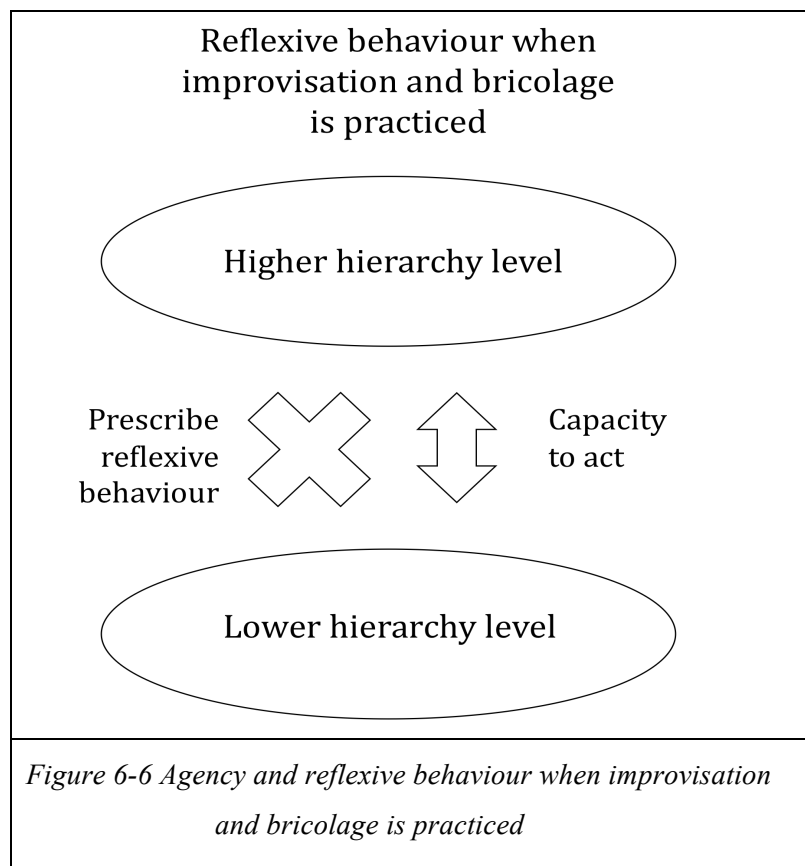 Reflexive behaviour when
improvisation and bricolage
is practiced
Higher hierarchy level
Prescribe
reflexive
behaviour
Capacity
to act
Lower hierarchy level
Figure 6-6 Agency and reflexive behaviour when improvisation
and bricolage is practiced